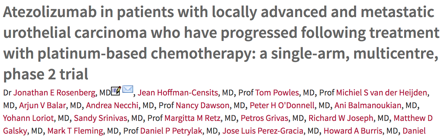 Atezolizumab in patients with locally advanced and metastatic
urothelial carcinoma who have progressed following treatment
with platinum-based chemotherapy: a single-arm, multicentre,
phase 2 trial
Dr Jonathan E Rosenberg, MD, Jean Hoffman-Censits, MD, Prof Tom Powles, MD, Prof Michiel S van der Heijden,
MD, Arjun V Balar, MD, Andrea Necchi, MD, Prof Nancy Dawson, MD, Peter H O'Donnell, MD, Ani Balmanoukian, MD,
Yohann Loriot, MD, Sandy Srinivas, MD, Prof Margitta M Retz, MD, Petros Grivas, MD, Richard W Joseph, MD, Matthew D
Galsky, MD, Mark T Fleming, MD, Prof Daniel P Petrylak, MD, Jose Luis Perez-Gracia, MD, Howard A Burris, MD, Daniel